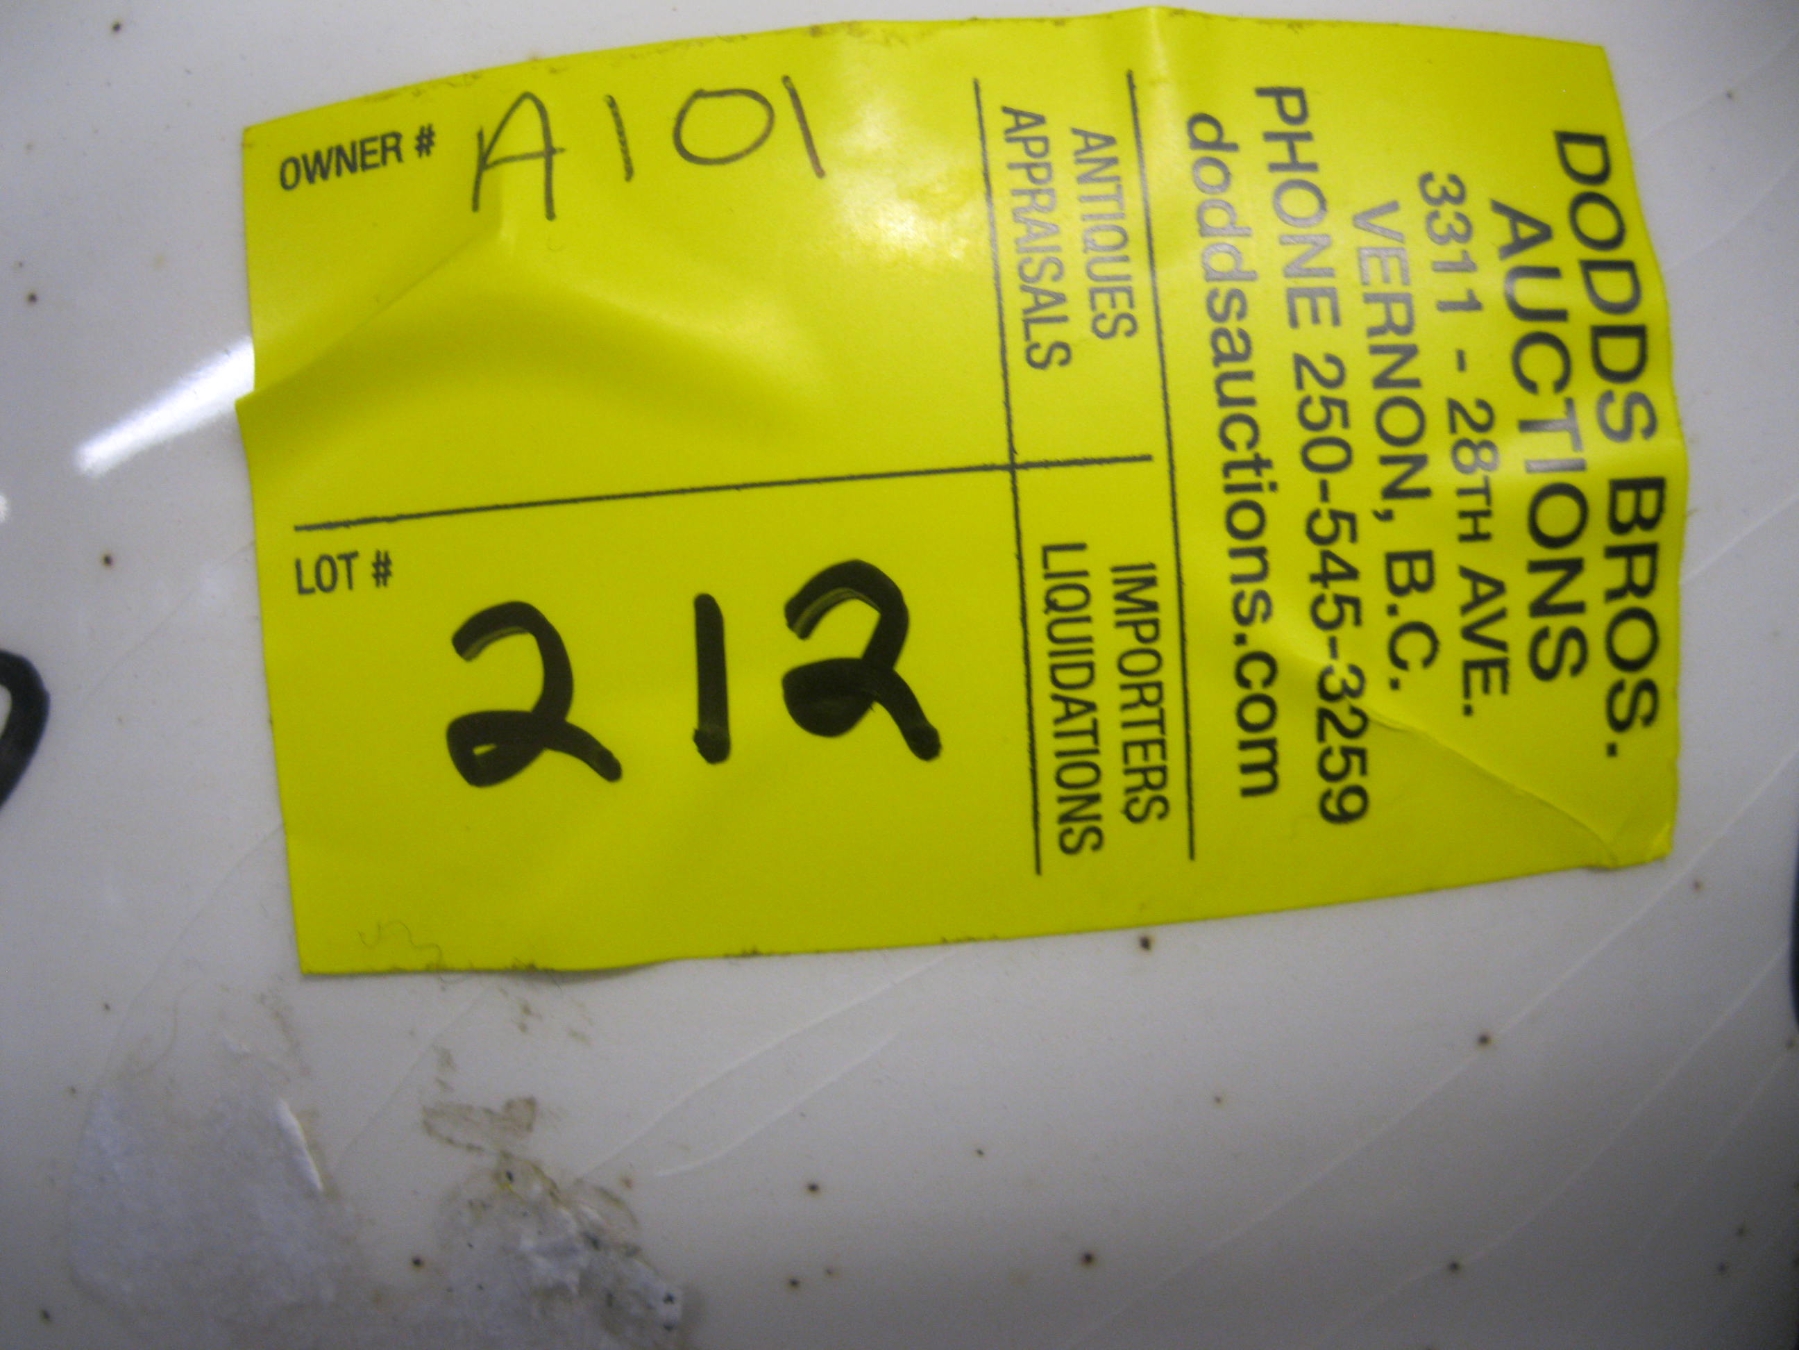 DODDS BROS.
AUCTIONS
3311 - 28TH AVE.
VERNON, B.C.
PHONE 250-545-3259
doddsauctions.com
ANTIQUES IMPORTERS
APPRAISALS LIQUIDATIONS
OWNER # A101
LOT # 212